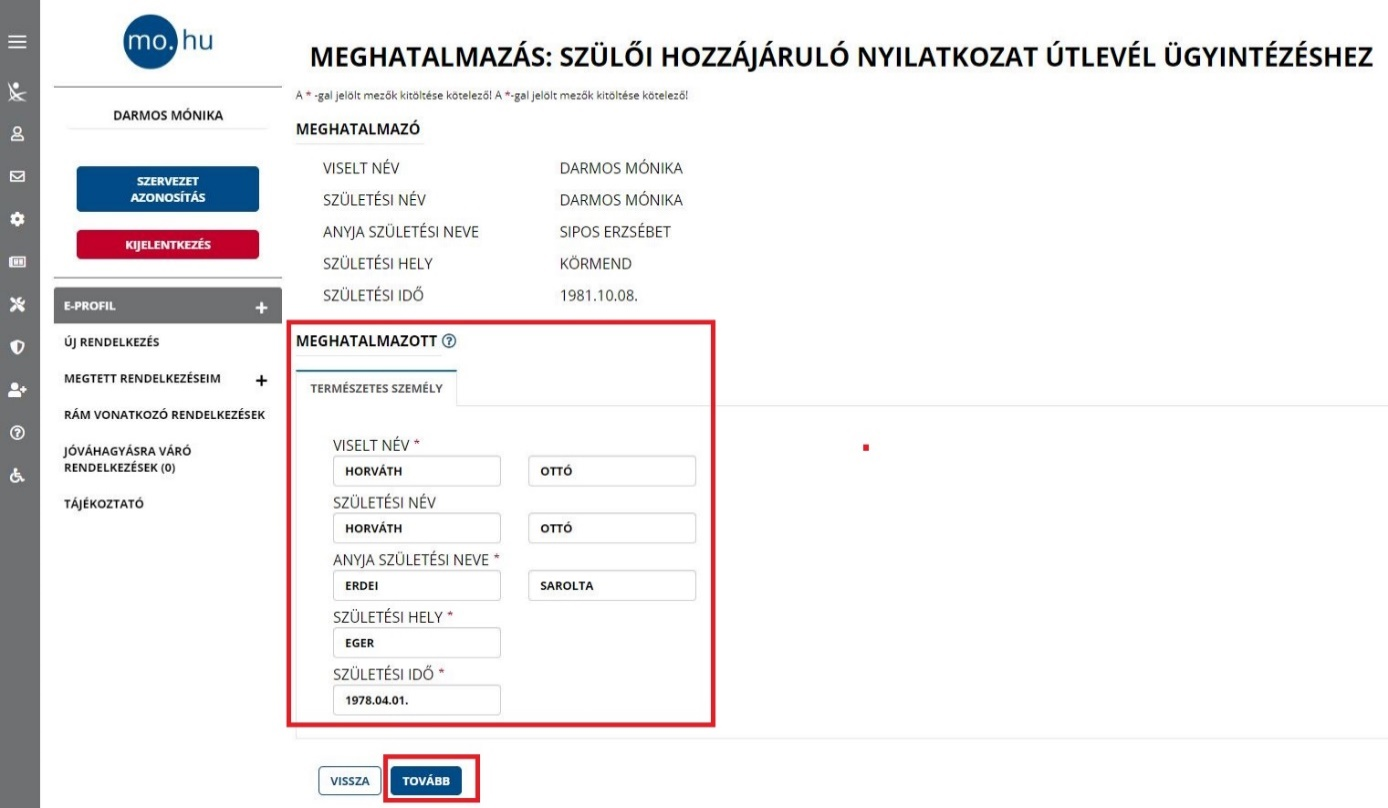 mo.hu
DARMOS MÓNIKA
SZERVEZET
AZONOSÍTÁS
KIJELENTKEZÉS
E-PROFIL +
ÚJ RENDELKEZÉS
MEGTETT RENDELKEZÉSEIM +
RÁM VONATKOZÓ RENDELKEZÉSEK
JÓVÁHAGYÁSRA VÁRÓ
RENDELKEZÉSEK (0)
TÁJÉKOZTATÓ
MEGHATALMAZÁS: SZÜLŐI HOZZÁJÁRULÓ NYILATKOZAT ÚTLEVÉL ÜGYINTÉZÉSHEZ
A * -gal jelölt mezők kitöltése kötelező! A *-gal jelölt mezők kitöltése kötelező!
MEGHATALMAZÓ
VISELT NÉV DARMOS MÓNIKA
SZÜLETÉSI NÉV DARMOS MÓNIKA
ANYJA SZÜLETÉSI NEVE SIPOS ERZSÉBET
SZÜLETÉSI HELY KÖRMEND
SZÜLETÉSI IDŐ 1981.10.08.
MEGHATALMAZOTT ?
TERMÉSZETES SZEMÉLY
VISELT NÉV *
HORVÁTH OTTÓ
SZÜLETÉSI NÉV
HORVÁTH OTTÓ
ANYJA SZÜLETÉSI NEVE *
ERDEI SAROLTA
SZÜLETÉSI HELY *
EGER
SZÜLETÉSI IDŐ *
1978.04.01.
VISSZA TOVÁBB